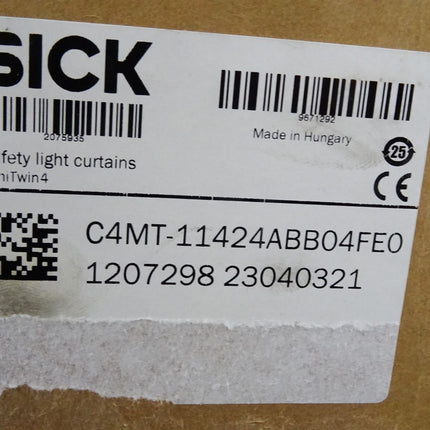 SICK
2075935
9671292
Made in Hungary
25
fety light curtains
niTwin4
CE
C4MT-11424ABB04FE0
1207298 23040321